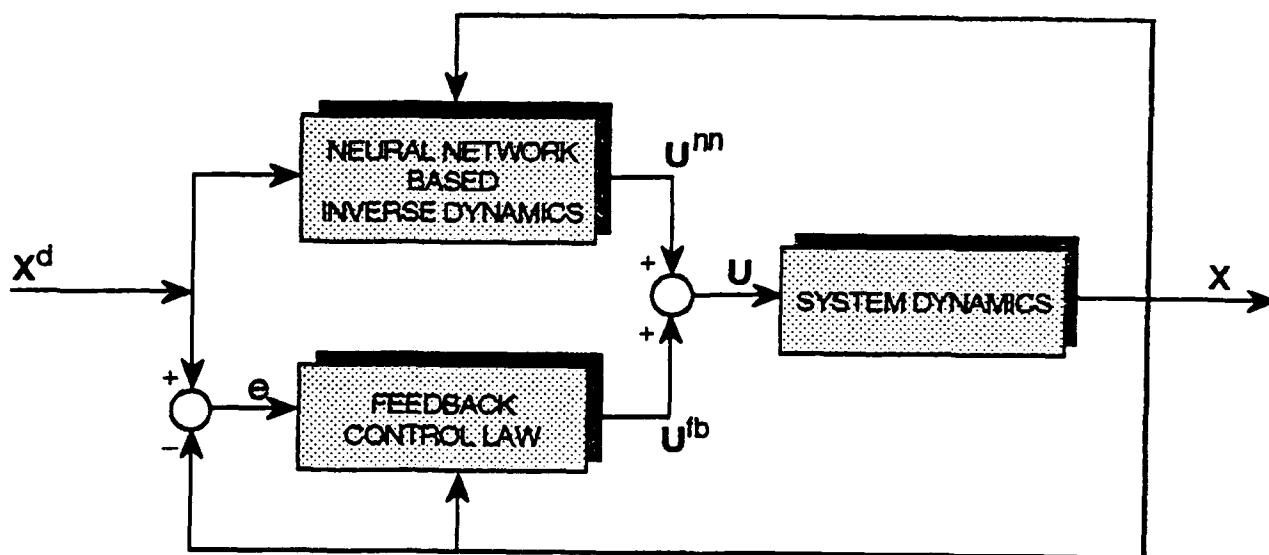 NEURAL NETWORK
BASED
INVERSE DYNAMICS
U^nn
X^d
+
U
SYSTEM DYNAMICS
X
+
+
e
FEEDBACK
CONTROL LAW
U^fb
−